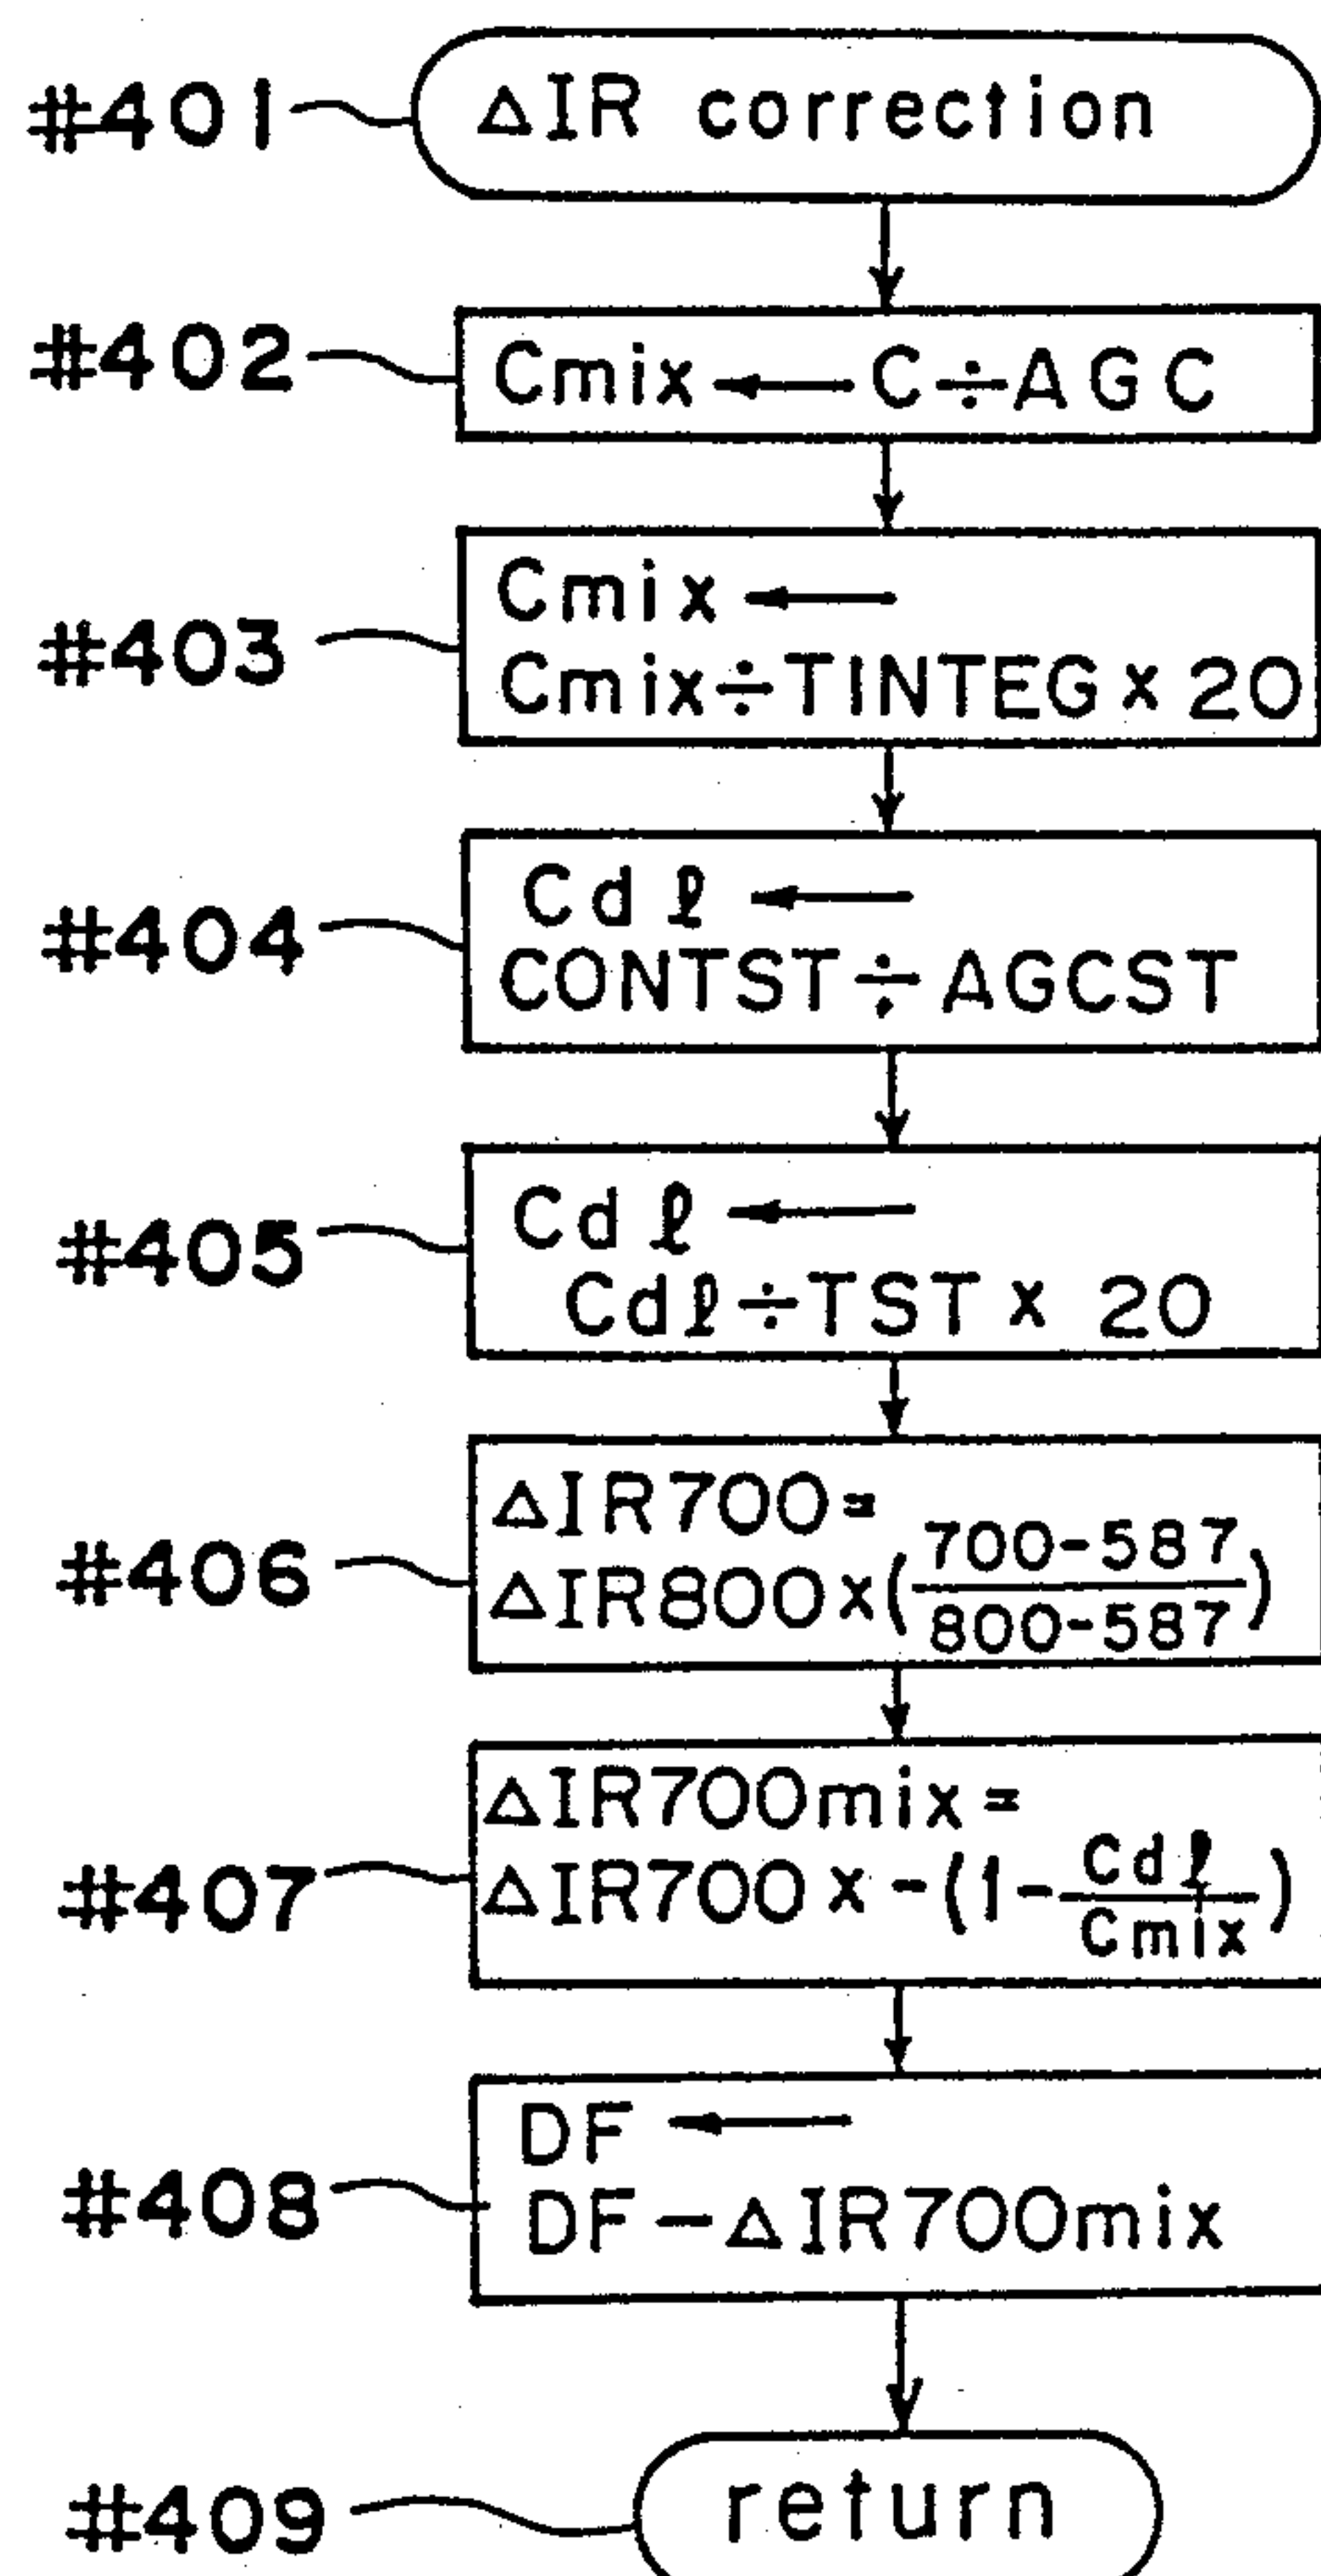 #401 ΔIR correction
#402 Cmix ← C÷AGC
#403 Cmix ←
Cmix÷TINTEG × 20
#404 Cdℓ ←
CONTST÷AGCST
#405 Cdℓ ←
Cdℓ÷TST × 20
#406 ΔIR700=
ΔIR800×(700-587/800-587)
#407 ΔIR700mix=
ΔIR700×-(1-Cdℓ/Cmix)
#408 DF ←
DF-ΔIR700mix
#409 return